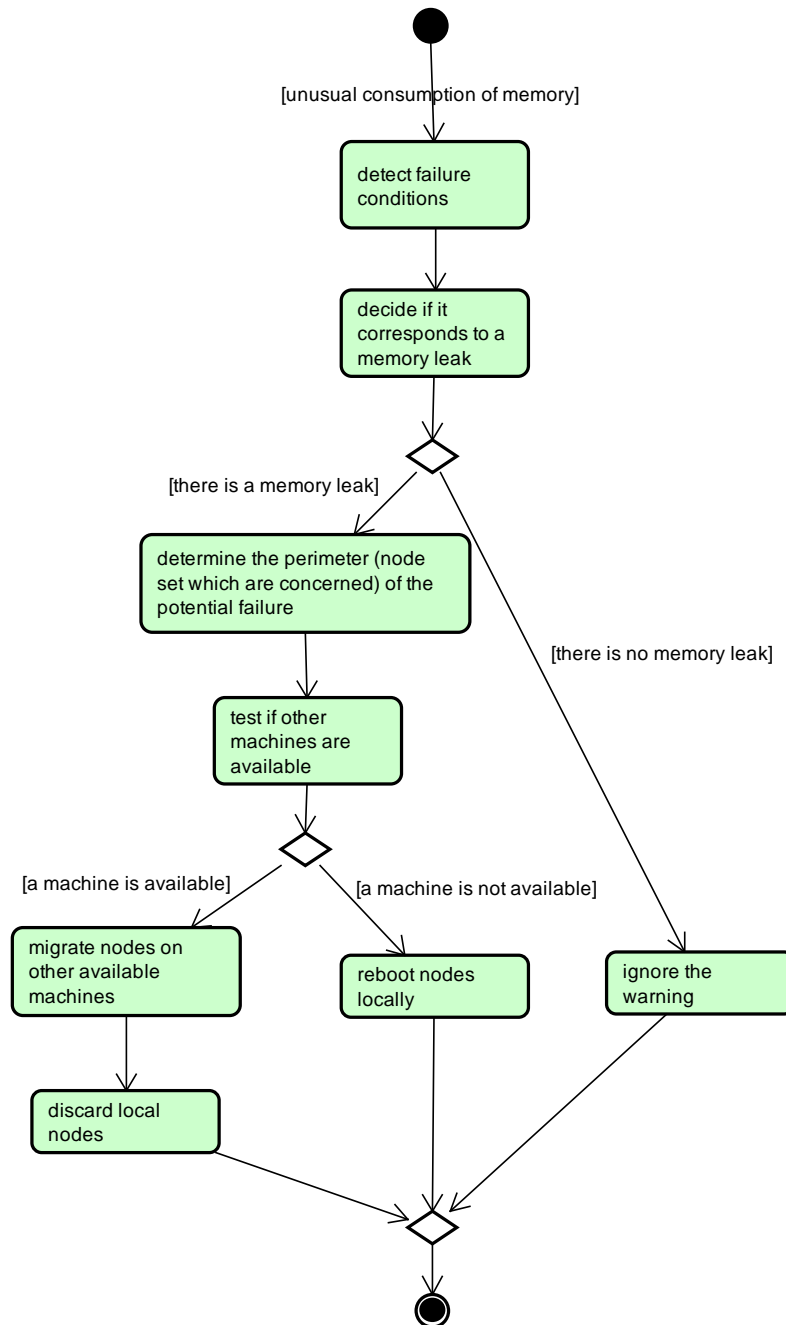 [unusual consumption of memory]
detect failure
conditions
decide if it
corresponds to a
memory leak
[there is a memory leak]
determine the perimeter (node
set which are concerned) of the
potential failure
[there is no memory leak]
test if other
machines are
available
[a machine is available]
[a machine is not available]
migrate nodes on
other available
machines
reboot nodes
locally
ignore the
warning
discard local
nodes